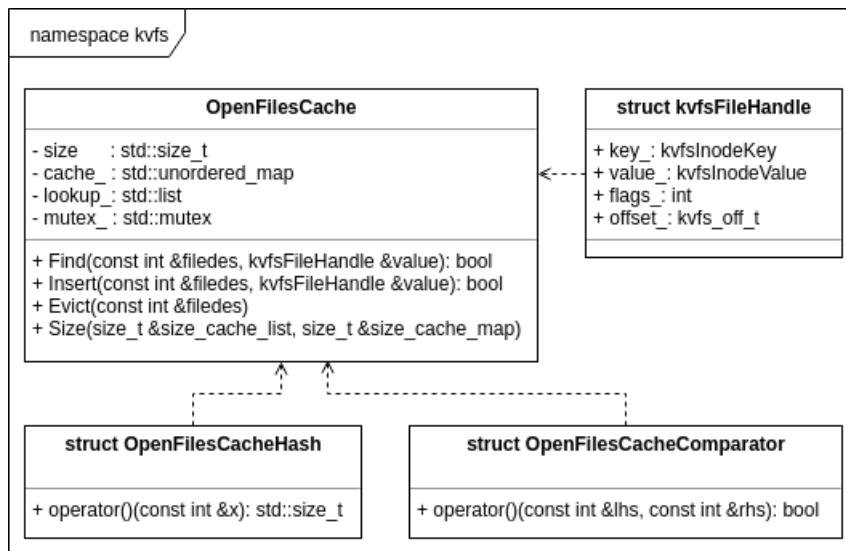 namespace kvfs
OpenFilesCache
- size : std::size_t
- cache_ : std::unordered_map
- lookup_: std::list
- mutex_ : std::mutex
+ Find(const int &filedes, kvfsFileHandle &value): bool
+ Insert(const int &filedes, kvfsFileHandle &value): bool
+ Evict(const int &filedes)
+ Size(size_t &size_cache_list, size_t &size_cache_map)
struct kvfsFileHandle
+ key_: kvfsInodeKey
+ value_: kvfsInodeValue
+ flags_: int
+ offset_: kvfs_off_t
struct OpenFilesCacheHash
+ operator()(const int &x): std::size_t
struct OpenFilesCacheComparator
+ operator()(const int &lhs, const int &rhs): bool